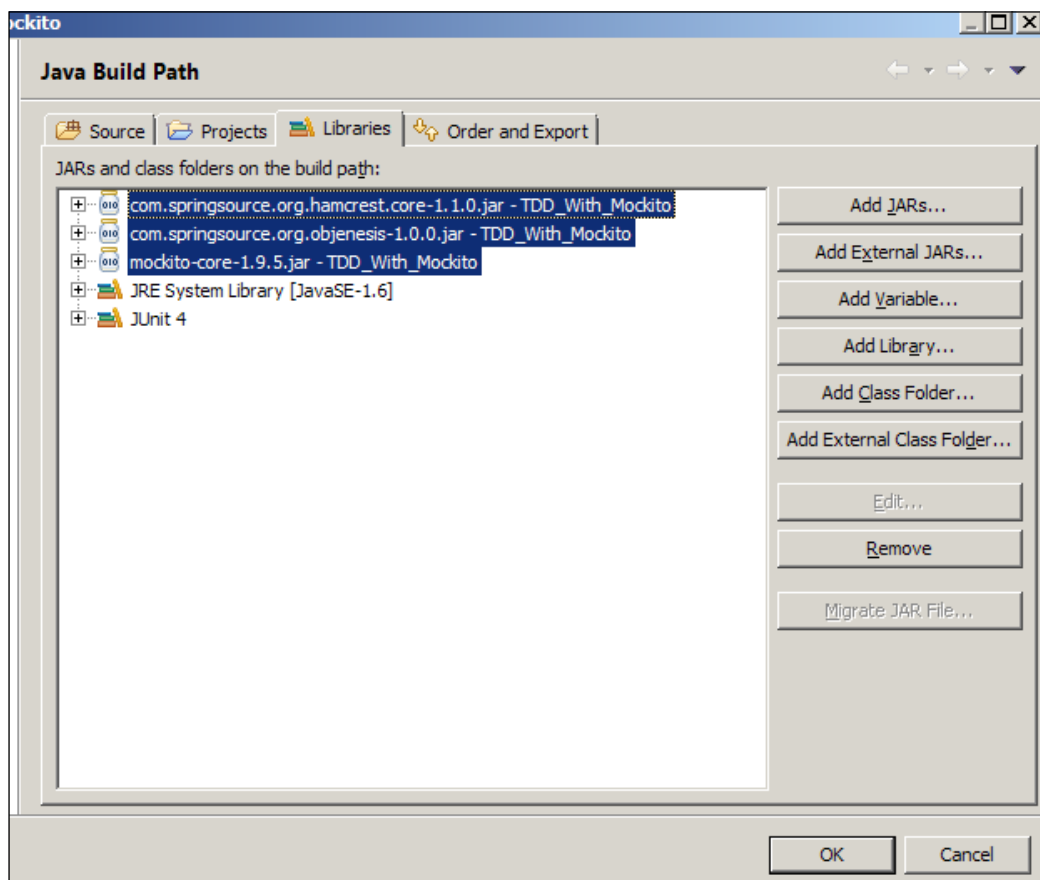 ockito
Java Build Path
Source Projects Libraries Order and Export
JARs and class folders on the build path:
com.springsource.org.hamcrest.core-1.1.0.jar - TDD_With_Mockito
com.springsource.org.objenesis-1.0.0.jar - TDD_With_Mockito
mockito-core-1.9.5.jar - TDD_With_Mockito
JRE System Library [JavaSE-1.6]
JUnit 4
Add JARs...
Add External JARs...
Add Variable...
Add Library...
Add Class Folder...
Add External Class Folder...
Edit...
Remove
Migrate JAR File...
OK Cancel